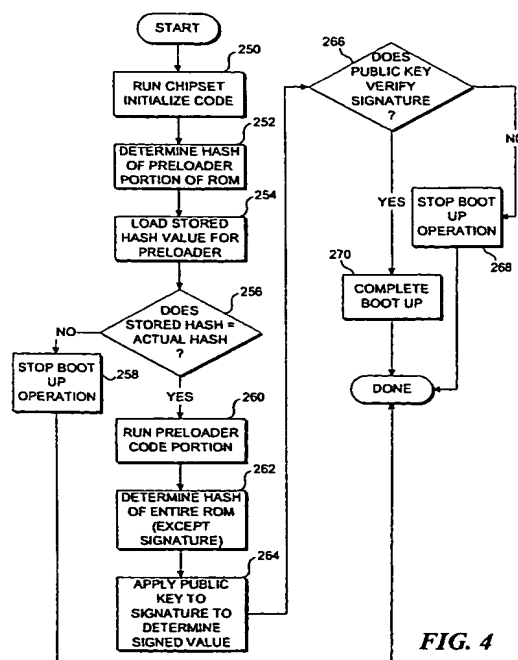 START
250
RUN CHIPSET
INITIALIZE CODE
252
DETERMINE HASH
OF PRELOADER
PORTION OF ROM
254
LOAD STORED
HASH VALUE FOR
PRELOADER
256
DOES
STORED HASH =
ACTUAL HASH
?
NO
STOP BOOT
UP
OPERATION
258
YES
260
RUN PRELOADER
CODE PORTION
262
DETERMINE HASH
OF ENTIRE ROM
(EXCEPT
SIGNATURE)
264
APPLY PUBLIC
KEY TO
SIGNATURE TO
DETERMINE
SIGNED VALUE
266
DOES
PUBLIC KEY
VERIFY
SIGNATURE
?
NO
YES
STOP BOOT
UP
OPERATION
268
270
COMPLETE
BOOT UP
DONE
FIG. 4